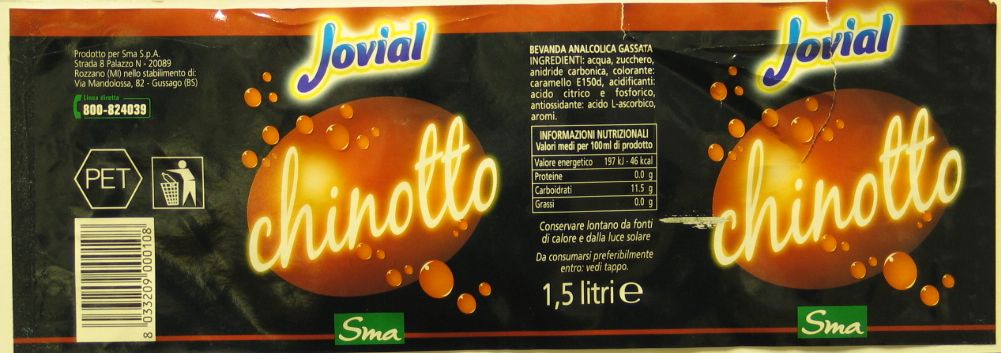 Prodotto per Sma S.p.A.
Strada 8 Palazzo N - 20089
Rozzano (MI) nello stabilimento di:
Via Mandolossa, 82 - Gussago (BS)
Linea diretta
800-824039
PET
8 033209 000108
Jovial
chinotto
Sma
BEVANDA ANALCOLICA GASSATA
INGREDIENTI: acqua, zucchero,
anidride carbonica, colorante:
caramello E150d, acidificanti:
acido citrico e fosforico,
antiossidante: acido L-ascorbico,
aromi.
INFORMAZIONI NUTRIZIONALI
Valori medi per 100ml di prodotto
Valore energetico 197 kJ - 46 kcal
Proteine 0.0 g
Carboidrati 11.5 g
Grassi 0.0 g
Conservare lontano da fonti
di calore e dalla luce solare
Da consumarsi preferibilmente
entro: vedi tappo.
1,5 litri e
Jovial
chinotto
Sma